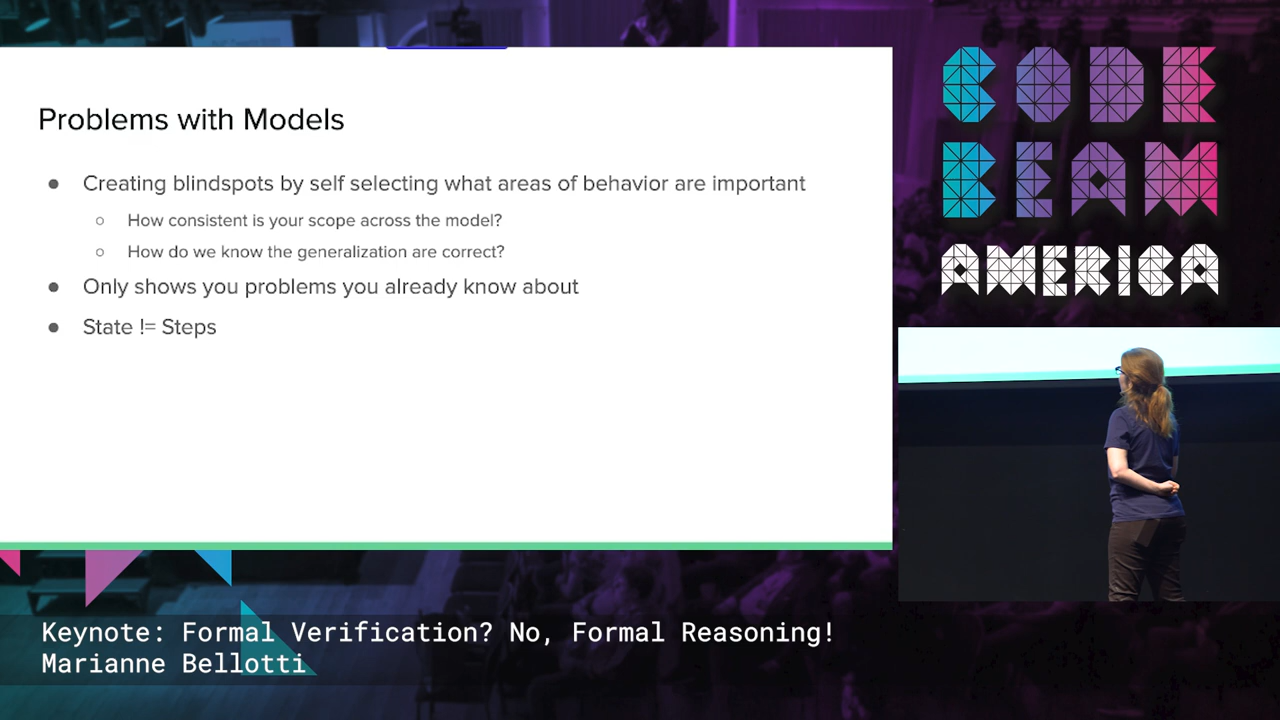 Problems with Models
● Creating blindspots by self selecting what areas of behavior are important
○ How consistent is your scope across the model?
○ How do we know the generalization are correct?
● Only shows you problems you already know about
● State != Steps
CODE
BEAM
AMERICA
Keynote: Formal Verification? No, Formal Reasoning!
Marianne Bellotti